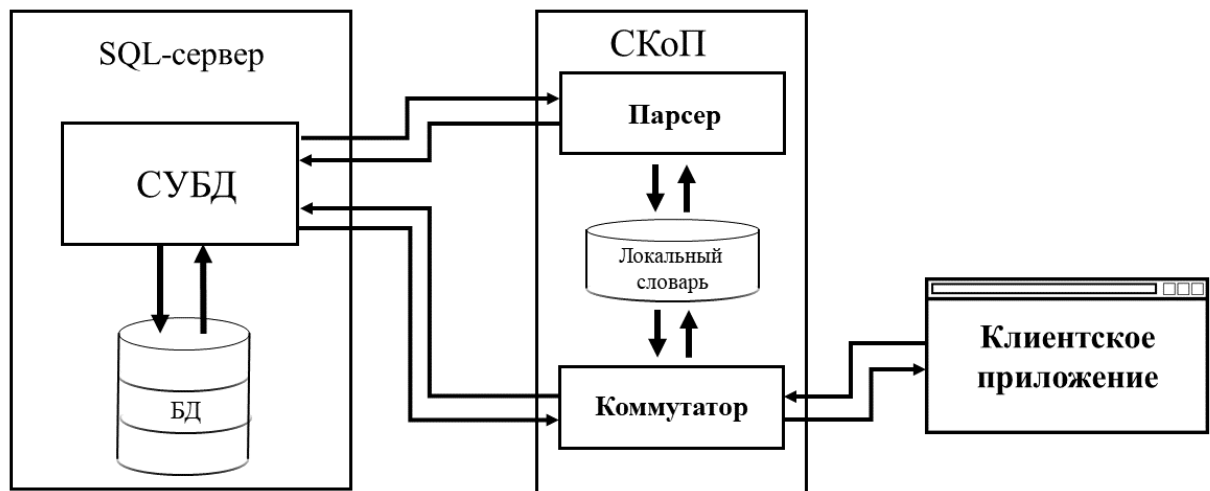 SQL-сервер
СУБД
БД
СКоП
Парсер
Локальный
словарь
Коммутатор
Клиентское
приложение